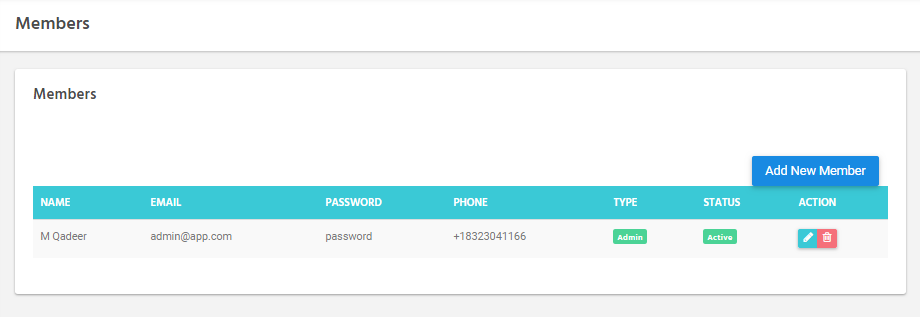 Members
Members
Add New Member
NAME EMAIL PASSWORD PHONE TYPE STATUS ACTION
M Qadeer admin@app.com password +18323041166 Admin Active